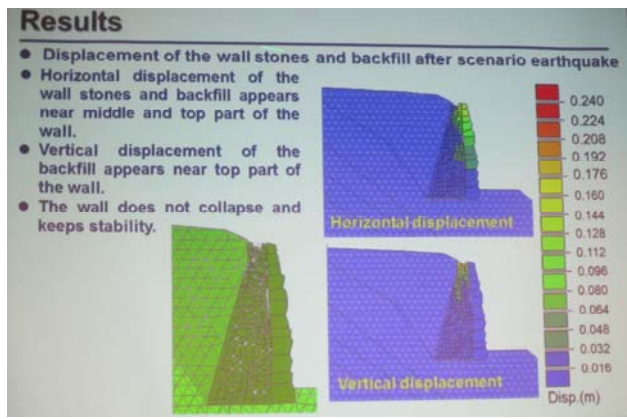 Results
● Displacement of the wall stones and backfill after scenario earthquake
● Horizontal displacement of the
wall stones and backfill appears
near middle and top part of the
wall.
● Vertical displacement of the
backfill appears near top part of
the wall.
● The wall does not collapse and
keeps stability.
Horizontal displacement
Vertical displacement
0.240
0.224
0.208
0.192
0.176
0.160
0.144
0.128
0.112
0.096
0.080
0.064
0.048
0.032
0.016
Disp.(m)